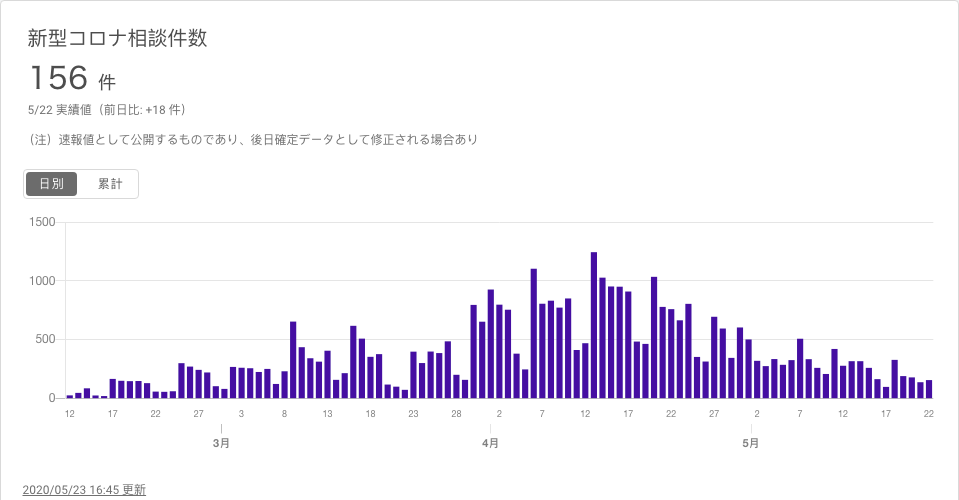 新型コロナ相談件数
156 件
5/22 実績値（前日比: +18 件）
（注）速報値として公開するものであり、後日確定データとして修正される場合あり
日別 累計
1500
1000
500
0
12 17 22 27 3 8 13 18 23 28 2 7 12 17 22 27 2 7 12 17 22
3月 4月 5月
2020/05/23 16:45 更新